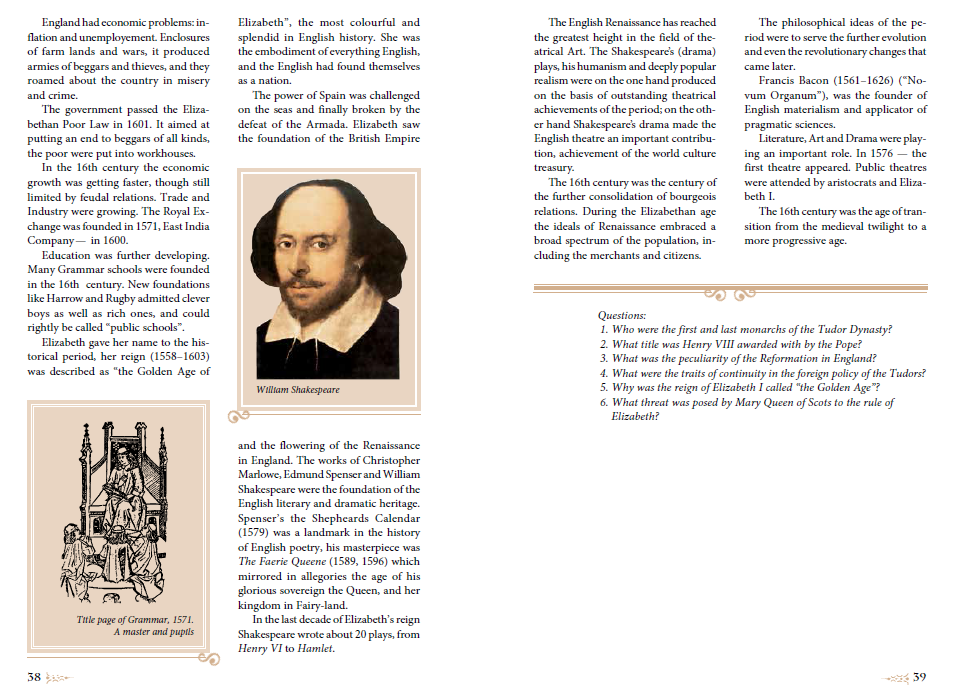 England had economic problems: in-
flation and unemployement. Enclosures
of farm lands and wars, it produced
armies of beggars and thieves, and they
roamed about the country in misery
and crime.
The government passed the Eliza-
bethan Poor Law in 1601. It aimed at
putting an end to beggars of all kinds,
the poor were put into workhouses.
In the 16th century the economic
growth was getting faster, though still
limited by feudal relations. Trade and
Industry were growing. The Royal Ex-
change was founded in 1571, East India
Company— in 1600.
Education was further developing.
Many Grammar schools were founded
in the 16th century. New foundations
like Harrow and Rugby admitted clever
boys as well as rich ones, and could
rightly be called “public schools”.
Elizabeth gave her name to the his-
torical period, her reign (1558–1603)
was described as “the Golden Age of
Title page of Grammar, 1571.
A master and pupils
38
Elizabeth”, the most colourful and
splendid in English history. She was
the embodiment of everything English,
and the English had found themselves
as a nation.
The power of Spain was challenged
on the seas and finally broken by the
defeat of the Armada. Elizabeth saw
the foundation of the British Empire
William Shakespeare
and the flowering of the Renaissance
in England. The works of Christopher
Marlowe, Edmund Spenser and William
Shakespeare were the foundation of the
English literary and dramatic heritage.
Spenser’s the Shepheards Calendar
(1579) was a landmark in the history
of English poetry, his masterpiece was
The Faerie Queene (1589, 1596) which
mirrored in allegories the age of his
glorious sovereign the Queen, and her
kingdom in Fairy-land.
In the last decade of Elizabeth’s reign
Shakespeare wrote about 20 plays, from
Henry VI to Hamlet.
The English Renaissance has reached
the greatest height in the field of the-
atrical Art. The Shakespeare’s (drama)
plays, his humanism and deeply popular
realism were on the one hand produced
on the basis of outstanding theatrical
achievements of the period; on the oth-
er hand Shakespeare’s drama made the
English theatre an important contribu-
tion, achievement of the world culture
treasury.
The 16th century was the century of
the further consolidation of bourgeois
relations. During the Elizabethan age
the ideals of Renaissance embraced a
broad spectrum of the population, in-
cluding the merchants and citizens.
The philosophical ideas of the pe-
riod were to serve the further evolution
and even the revolutionary changes that
came later.
Francis Bacon (1561–1626) (“No-
vum Organum”), was the founder of
English materialism and applicator of
pragmatic sciences.
Literature, Art and Drama were play-
ing an important role. In 1576 — the
first theatre appeared. Public theatres
were attended by aristocrats and Eliza-
beth I.
The 16th century was the age of tran-
sition from the medieval twilight to a
more progressive age.
Questions:
1. Who were the first and last monarchs of the Tudor Dynasty?
2. What title was Henry VIII awarded with by the Pope?
3. What was the peculiarity of the Reformation in England?
4. What were the traits of continuity in the foreign policy of the Tudors?
5. Why was the reign of Elizabeth I called “the Golden Age”?
6. What threat was posed by Mary Queen of Scots to the rule of
Elizabeth?
39